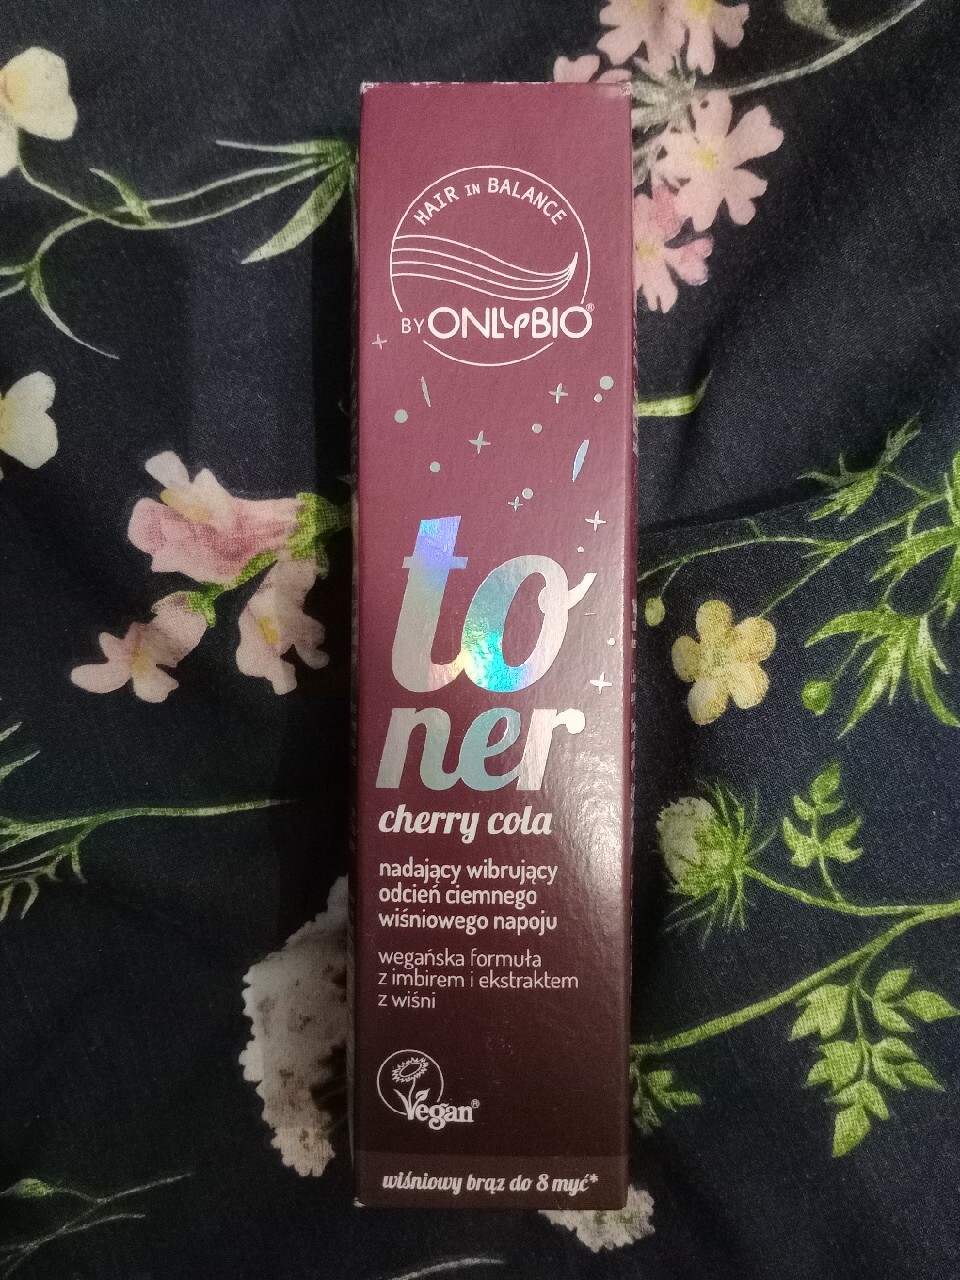 HAIR IN BALANCE
BY ONLYBIO®
to
ner
cherry cola
nadający wibrujący
odcień ciemnego
wiśniowego napoju
wegańska formuła
z imbirem i ekstraktem
z wiśni
Vegan®
wiśniowy brąz do 8 myć*